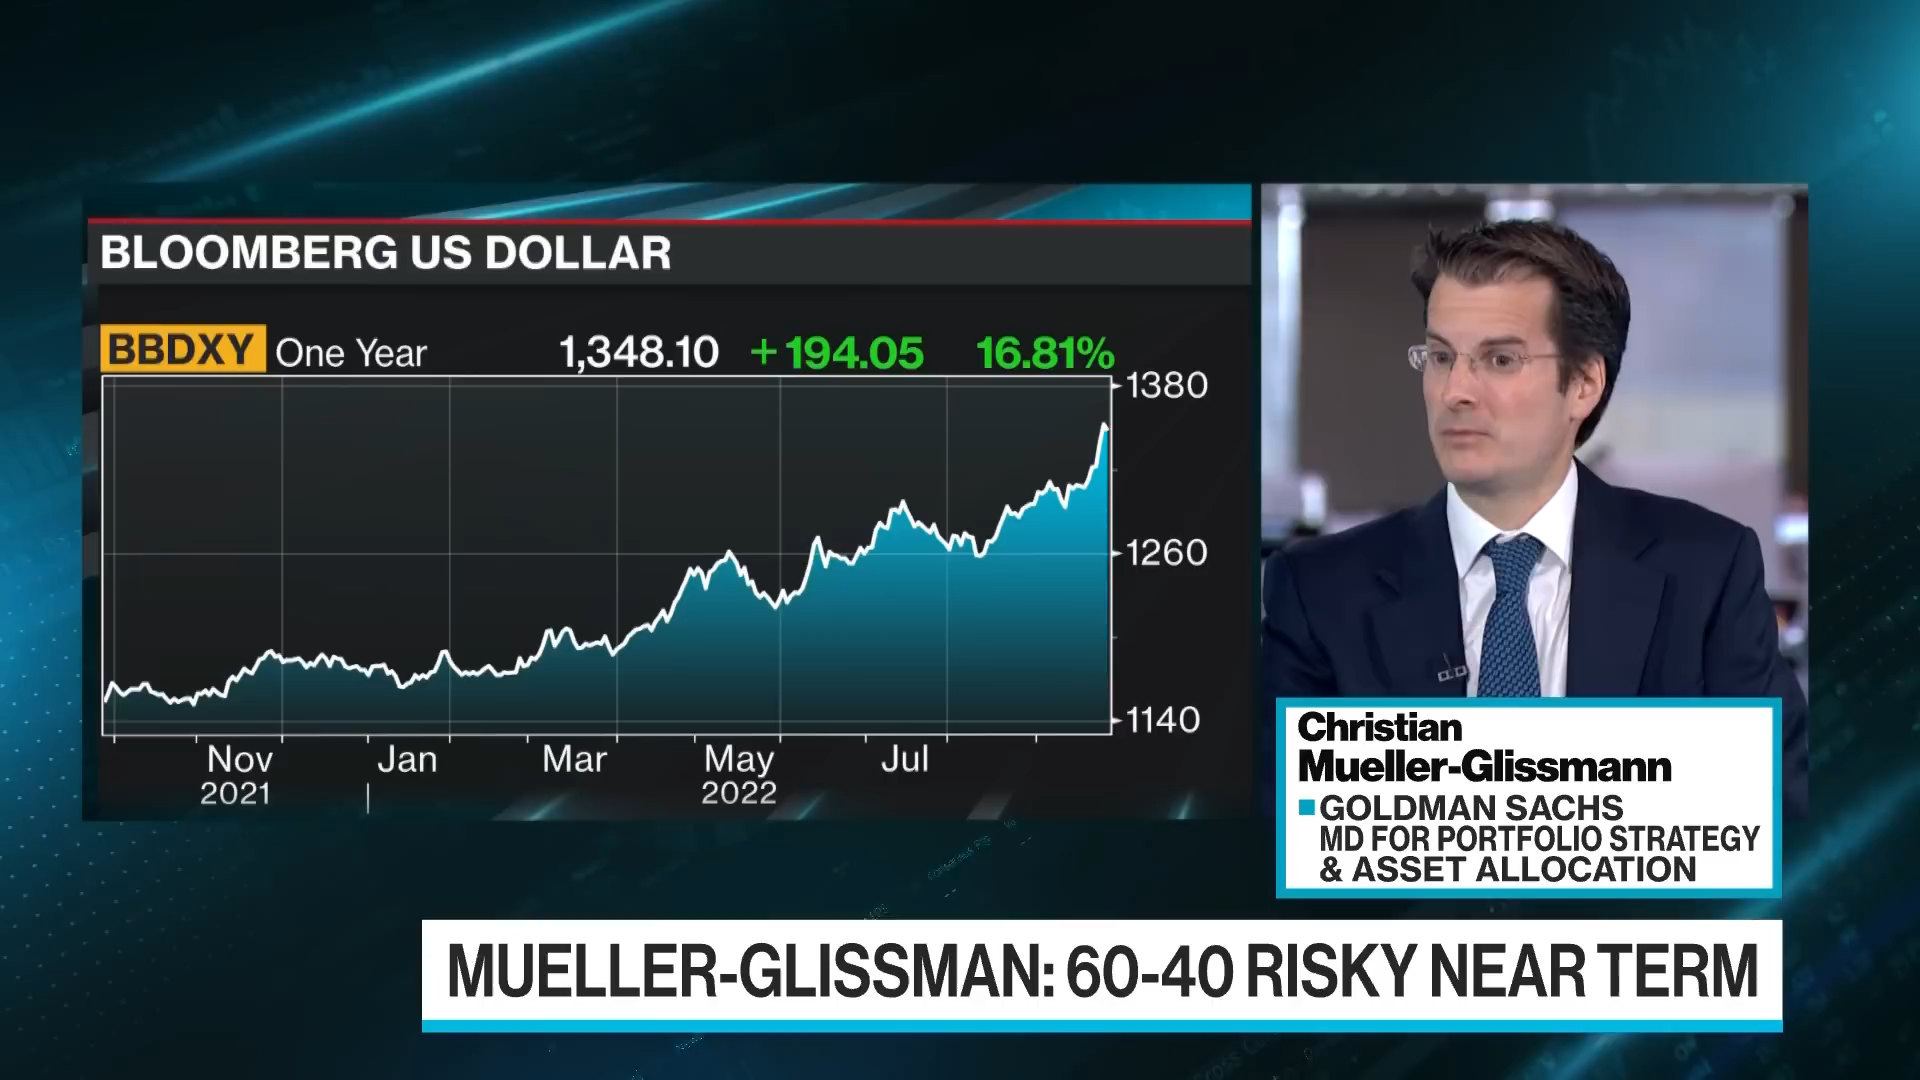 BLOOMBERG US DOLLAR
BBDXY One Year 1,348.10 +194.05 16.81%
1380
1260
1140
Nov Jan Mar May Jul
2021 2022
Christian
Mueller-Glissmann
GOLDMAN SACHS
MD FOR PORTFOLIO STRATEGY
& ASSET ALLOCATION
MUELLER-GLISSMAN: 60-40 RISKY NEAR TERM